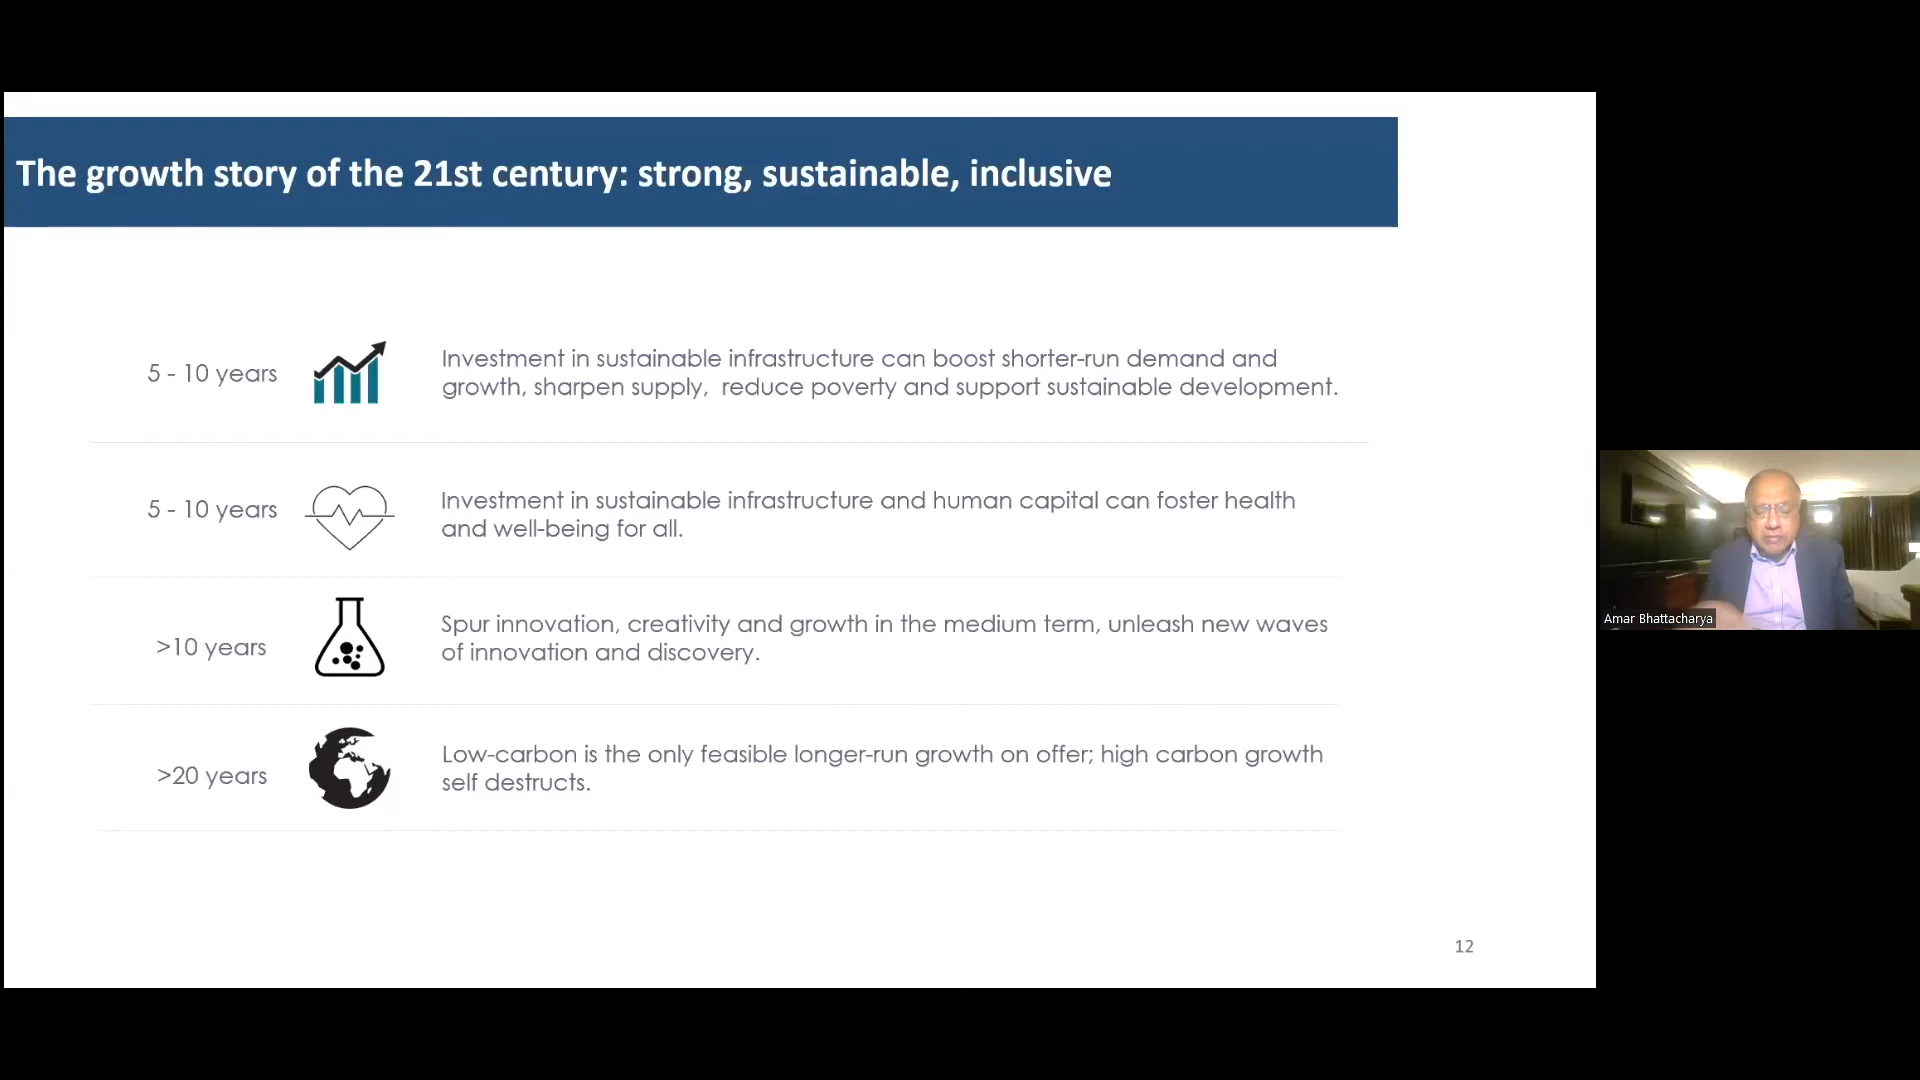 The growth story of the 21st century: strong, sustainable, inclusive
5 - 10 years
Investment in sustainable infrastructure can boost shorter-run demand and
growth, sharpen supply,  reduce poverty and support sustainable development.
5 - 10 years
Investment in sustainable infrastructure and human capital can foster health
and well-being for all.
>10 years
Spur innovation, creativity and growth in the medium term, unleash new waves
of innovation and discovery.
>20 years
Low-carbon is the only feasible longer-run growth on offer; high carbon growth
self destructs.
12
Amar Bhattacharya